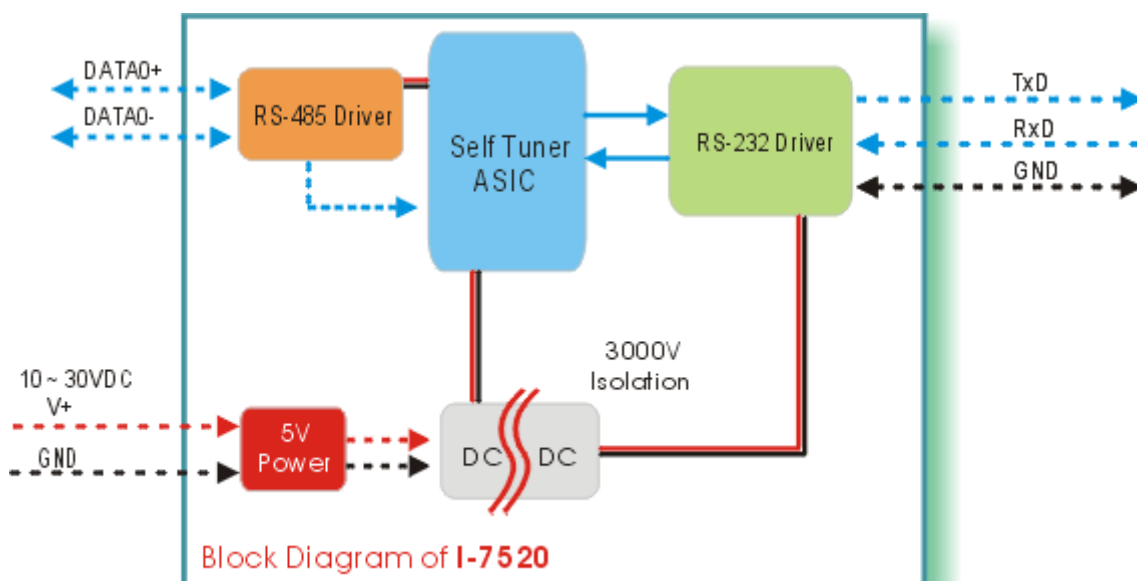 DATA0+
DATA0-
RS-485 Driver
Self Tuner
ASIC
RS-232 Driver
TxD
RxD
GND
3000V
Isolation
10 ~ 30VDC
V+
GND
5V
Power
DC
DC
Block Diagram of I-7520